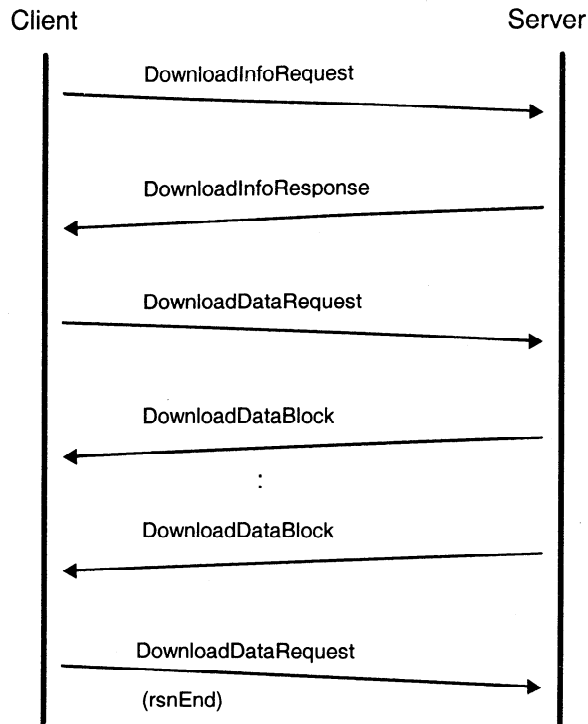 Client
Server
DownloadInfoRequest
DownloadInfoResponse
DownloadDataRequest
DownloadDataBlock
:
DownloadDataBlock
DownloadDataRequest
(rsnEnd)